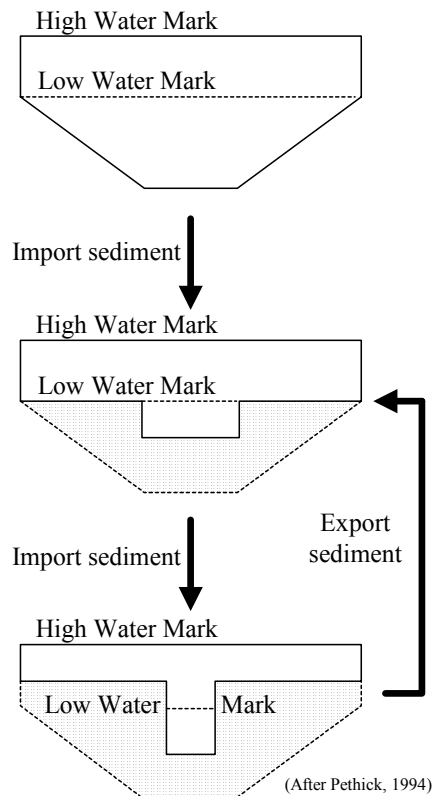 High Water Mark
Low Water Mark
Import sediment
High Water Mark
Low Water Mark
Import sediment
Export
sediment
High Water Mark
Low Water Mark
(After Pethick, 1994)